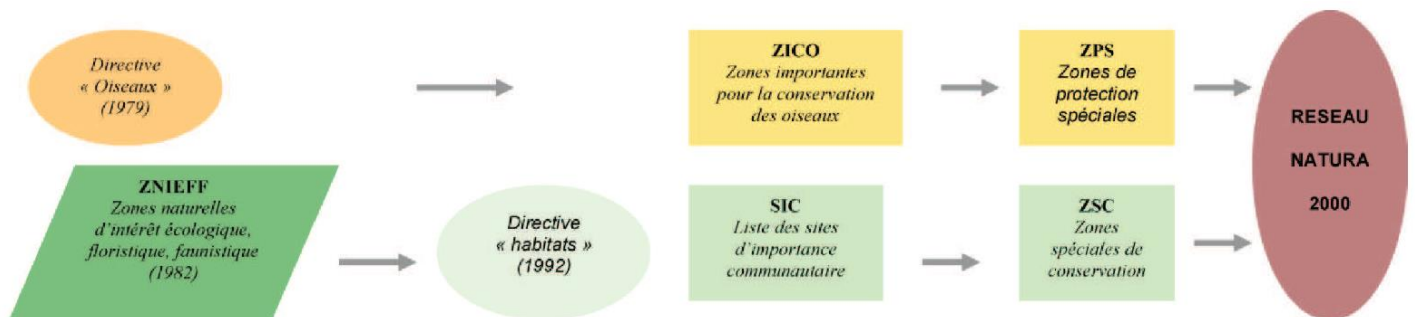 Directive
« Oiseaux »
(1979)
ZICO
Zones importantes
pour la conservation
des oiseaux
ZPS
Zones de
protection
spéciales
RESEAU
NATURA
2000
ZNIEFF
Zones naturelles
d'intérêt écologique,
floristique, faunistique
(1982)
Directive
« habitats »
(1992)
SIC
Liste des sites
d'importance
communautaire
ZSC
Zones
spéciales de
conservation